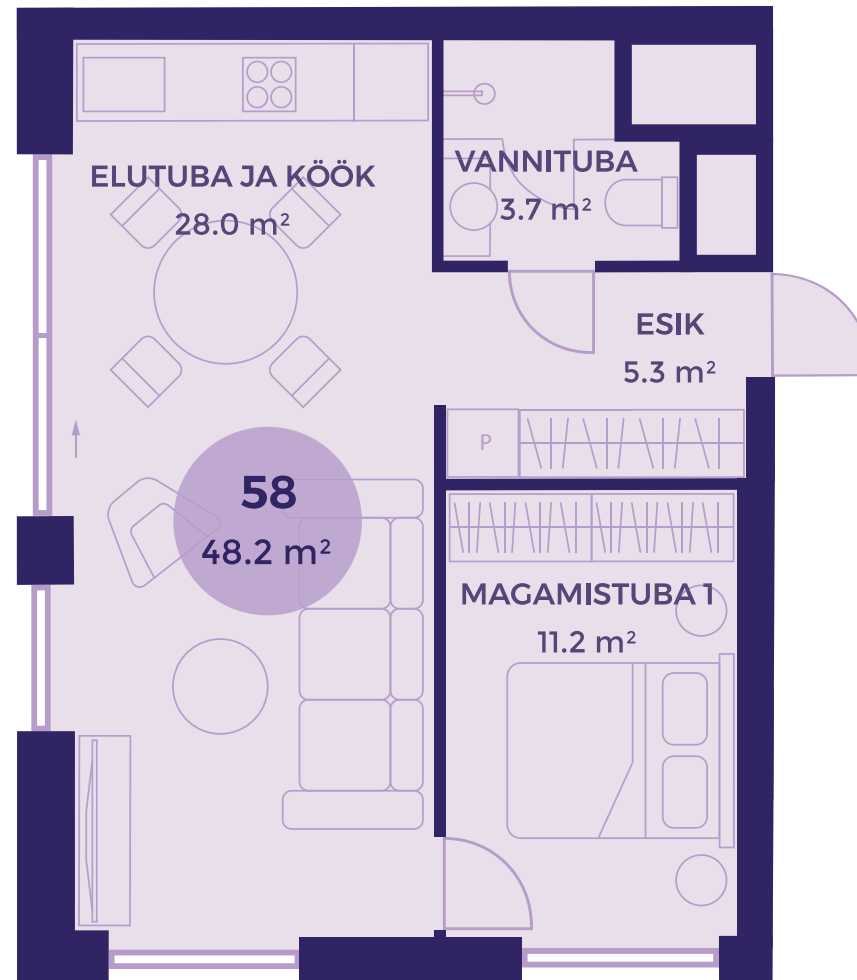 ELUTUBA JA KÖÖK
28.0 m²
VANNITUBA
3.7 m²
ESIK
5.3 m²
P
58
48.2 m²
MAGAMISTUBA 1
11.2 m²